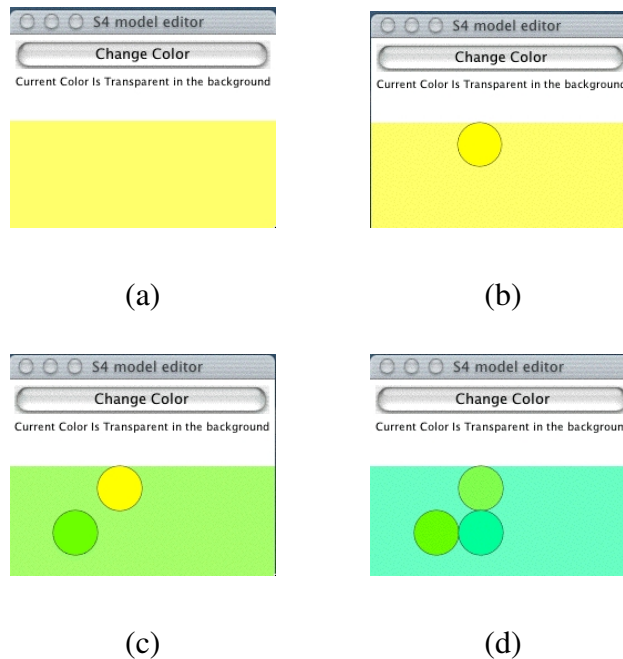 S4 model editor
Change Color
Current Color Is Transparent in the background
(a)
S4 model editor
Change Color
Current Color Is Transparent in the background
(b)
S4 model editor
Change Color
Current Color Is Transparent in the background
(c)
S4 model editor
Change Color
Current Color Is Transparent in the backgroun
(d)